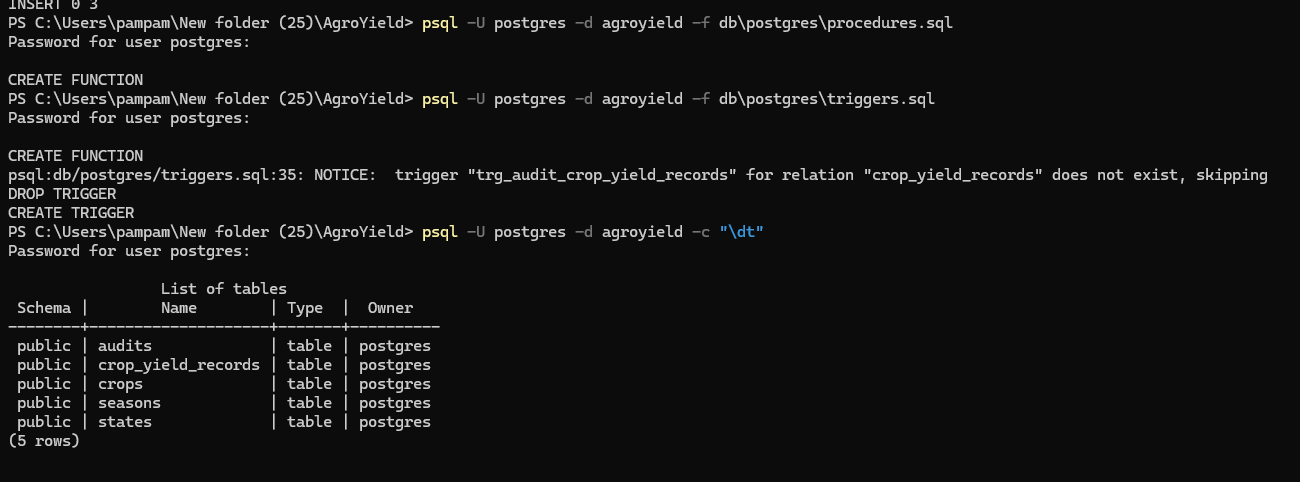 INSERT 0 3
PS C:\Users\pampam\New folder (25)\AgroYield> psql -U postgres -d agroyield -f db\postgres\procedures.sql
Password for user postgres:
CREATE FUNCTION
PS C:\Users\pampam\New folder (25)\AgroYield> psql -U postgres -d agroyield -f db\postgres\triggers.sql
Password for user postgres:
CREATE FUNCTION
psql:db/postgres/triggers.sql:35: NOTICE:  trigger "trg_audit_crop_yield_records" for relation "crop_yield_records" does not exist, skipping
DROP TRIGGER
CREATE TRIGGER
PS C:\Users\pampam\New folder (25)\AgroYield> psql -U postgres -d agroyield -c "\dt"
Password for user postgres:
                 List of tables
 Schema |        Name        | Type  |  Owner
--------+--------------------+-------+----------
 public | audits             | table | postgres
 public | crop_yield_records | table | postgres
 public | crops              | table | postgres
 public | seasons            | table | postgres
 public | states             | table | postgres
(5 rows)